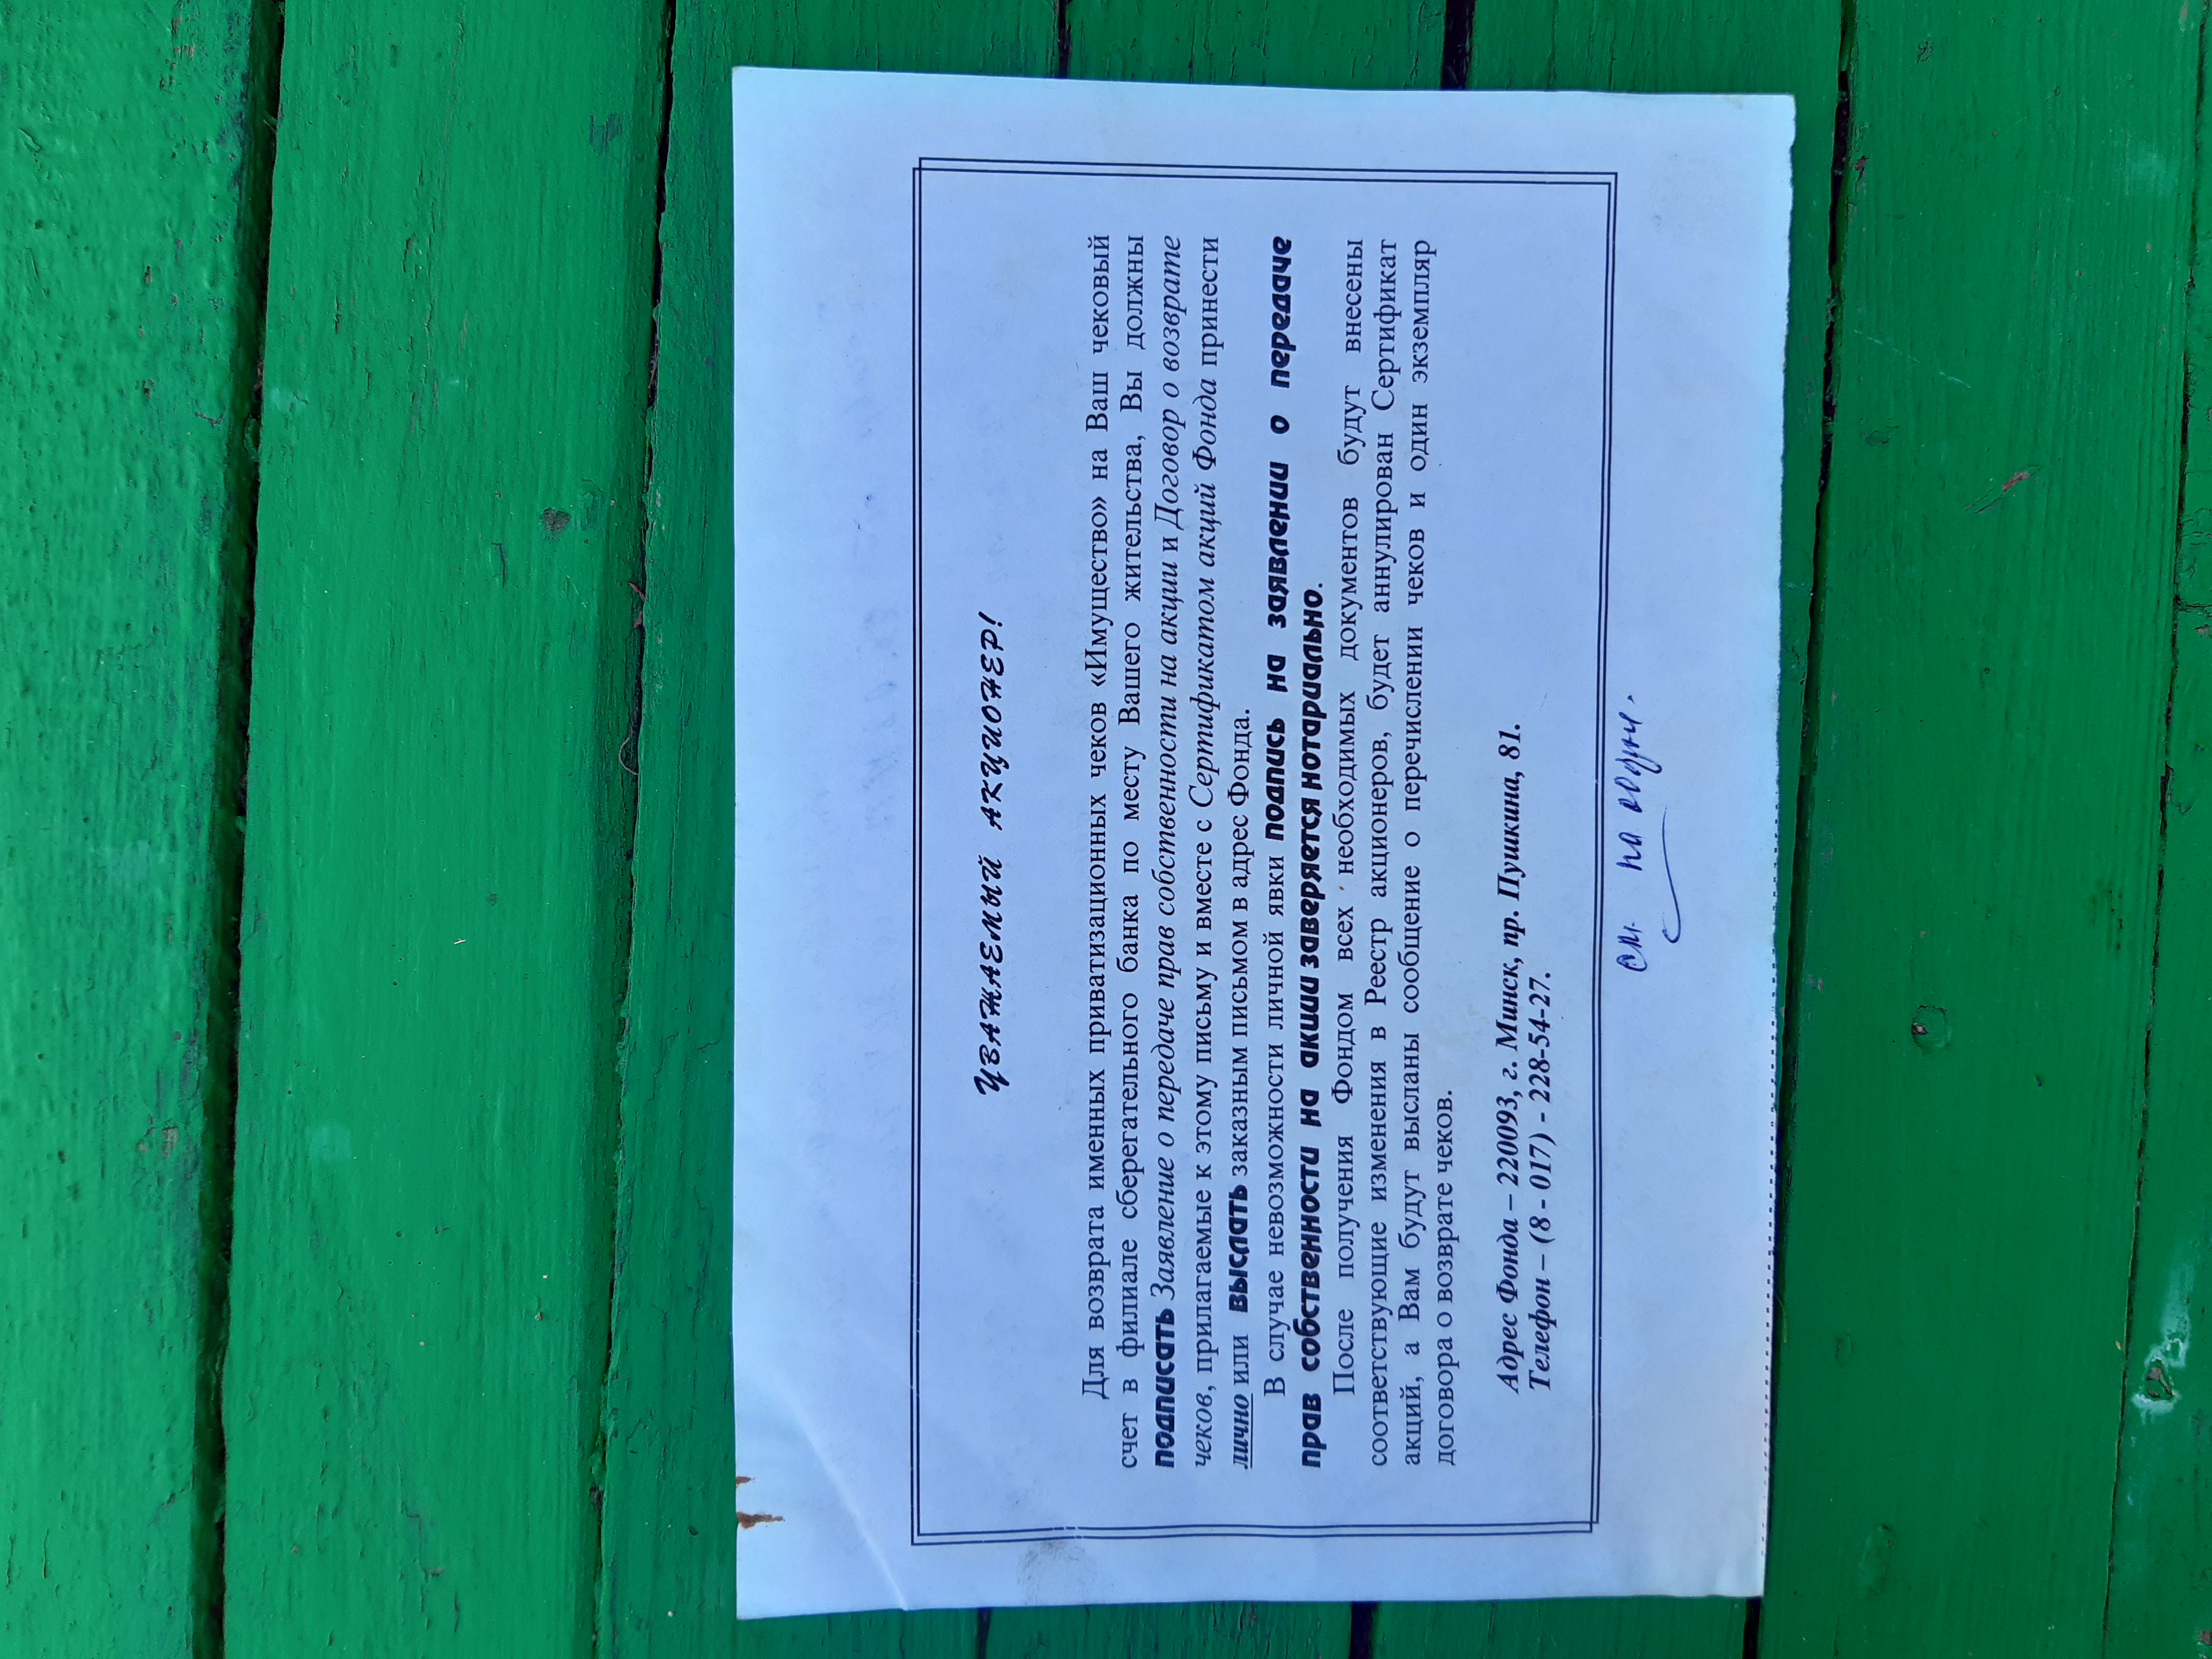 УВАЖАЕМЫЙ АКЦИОНЕР!
Для возврата именных приватизационных чеков «Имущество» на Ваш чековый
счет в филиале сберегательного банка по месту Вашего жительства, Вы должны
подписать Заявление о передаче прав собственности на акции и Договор о возврате
чеков, прилагаемые к этому письму и вместе с Сертификатом акций Фонда принести
лично или выслать заказным письмом в адрес Фонда.
В случае невозможности личной явки подпись на заявлении о передаче
прав собственности на акции заверяется нотариально.
После получения Фондом всех необходимых документов будут внесены
соответствующие изменения в Реестр акционеров, будет аннулирован Сертификат
акций, а Вам будут высланы сообщение о перечислении чеков и один экземпляр
договора о возврате чеков.
Адрес Фонда – 220093, г. Минск, пр. Пушкина, 81.
Телефон – (8 - 017) - 228-54-27.
см. на